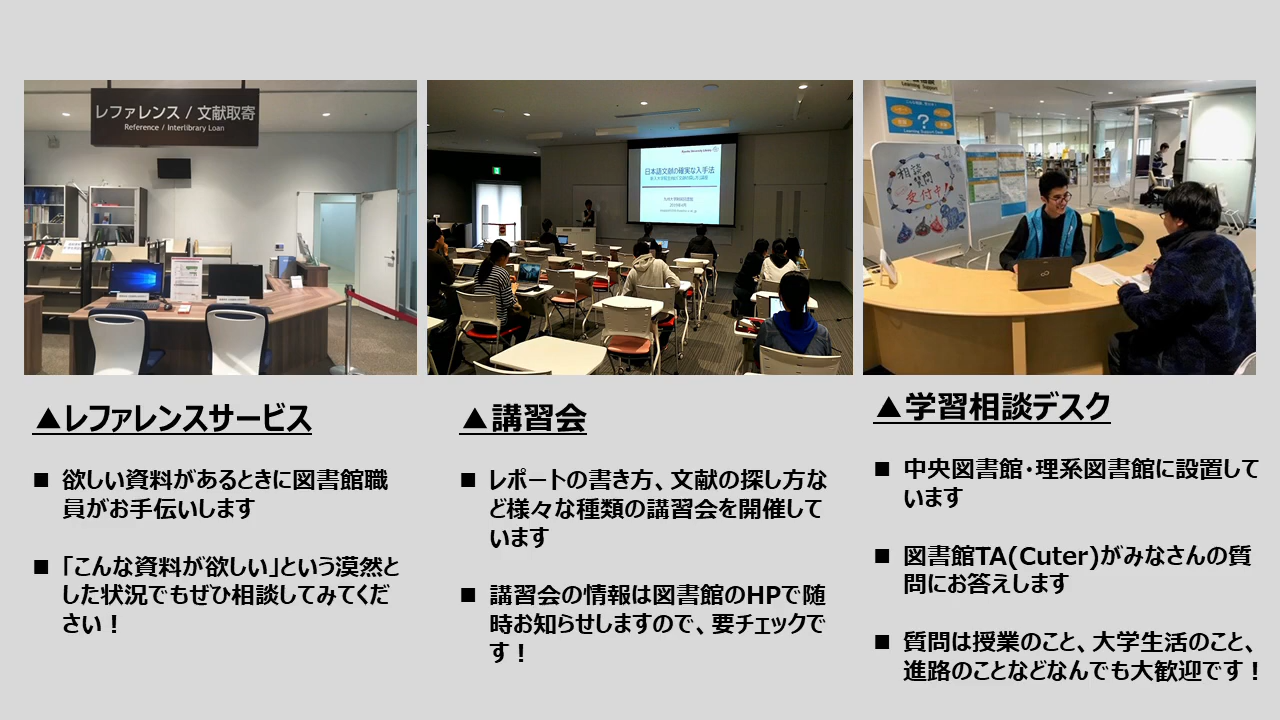 レファレンス / 文献取寄
Reference / Interlibrary Loan
日本語文献の確実な入手法
Learning Support
?
相談
質問
受付中!
▲レファレンスサービス
■ 欲しい資料があるときに図書館職
員がお手伝いします
■ 「こんな資料が欲しい」という漠然と
した状況でもぜひ相談してみてくだ
さい！
▲講習会
■ レポートの書き方、文献の探し方な
ど様々な種類の講習会を開催して
います
■ 講習会の情報は図書館のHPで随
時お知らせしますので、要チェックで
す！
▲学習相談デスク
■ 中央図書館・理系図書館に設置して
います
■ 図書館TA(Cuter)がみなさんの質
問にお答えします
■ 質問は授業のこと、大学生活のこと、
進路のことなどなんでも大歓迎です！